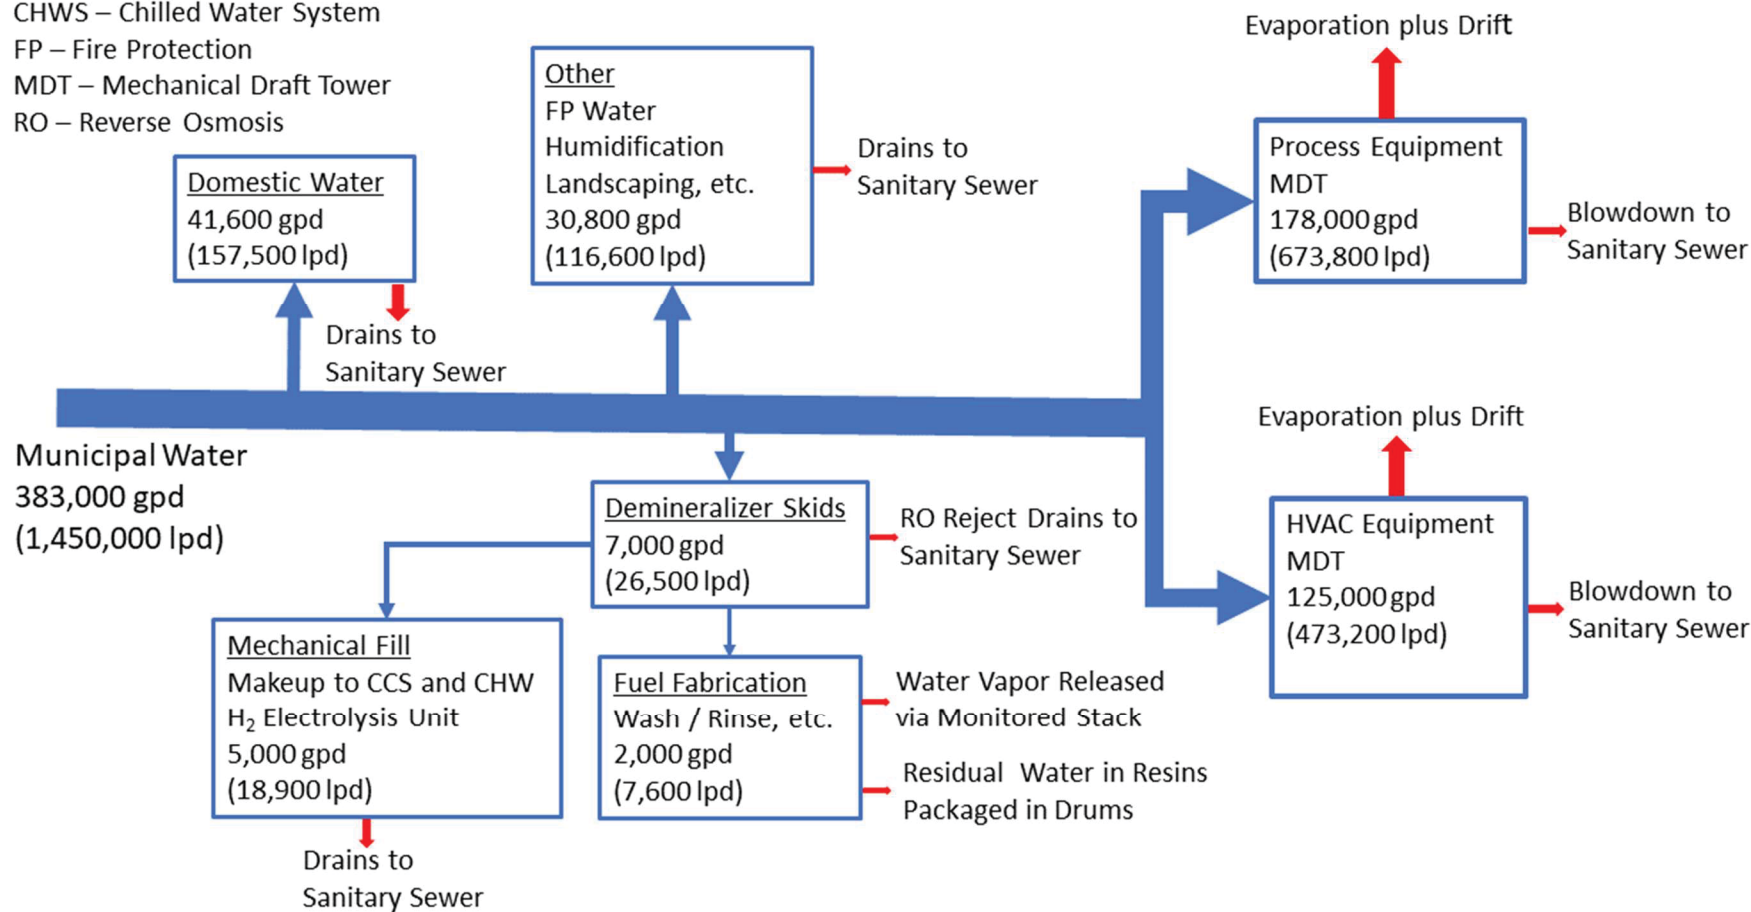 CHWS – Chilled Water System
FP – Fire Protection
MDT – Mechanical Draft Tower
RO – Reverse Osmosis
Domestic Water
41,600 gpd
(157,500 lpd)
Drains to
Sanitary Sewer
Other
FP Water
Humidification
Landscaping, etc.
30,800 gpd
(116,600 lpd)
Drains to
Sanitary Sewer
Evaporation plus Drift
Process Equipment
MDT
178,000 gpd
(673,800 lpd)
Blowdown to
Sanitary Sewer
Municipal Water
383,000 gpd
(1,450,000 lpd)
Demineralizer Skids
7,000 gpd
(26,500 lpd)
RO Reject Drains to
Sanitary Sewer
Evaporation plus Drift
HVAC Equipment
MDT
125,000 gpd
(473,200 lpd)
Blowdown to
Sanitary Sewer
Mechanical Fill
Makeup to CCS and CHW
H₂ Electrolysis Unit
5,000 gpd
(18,900 lpd)
Drains to
Sanitary Sewer
Fuel Fabrication
Wash / Rinse, etc.
2,000 gpd
(7,600 lpd)
Water Vapor Released
via Monitored Stack
Residual Water in Resins
Packaged in Drums